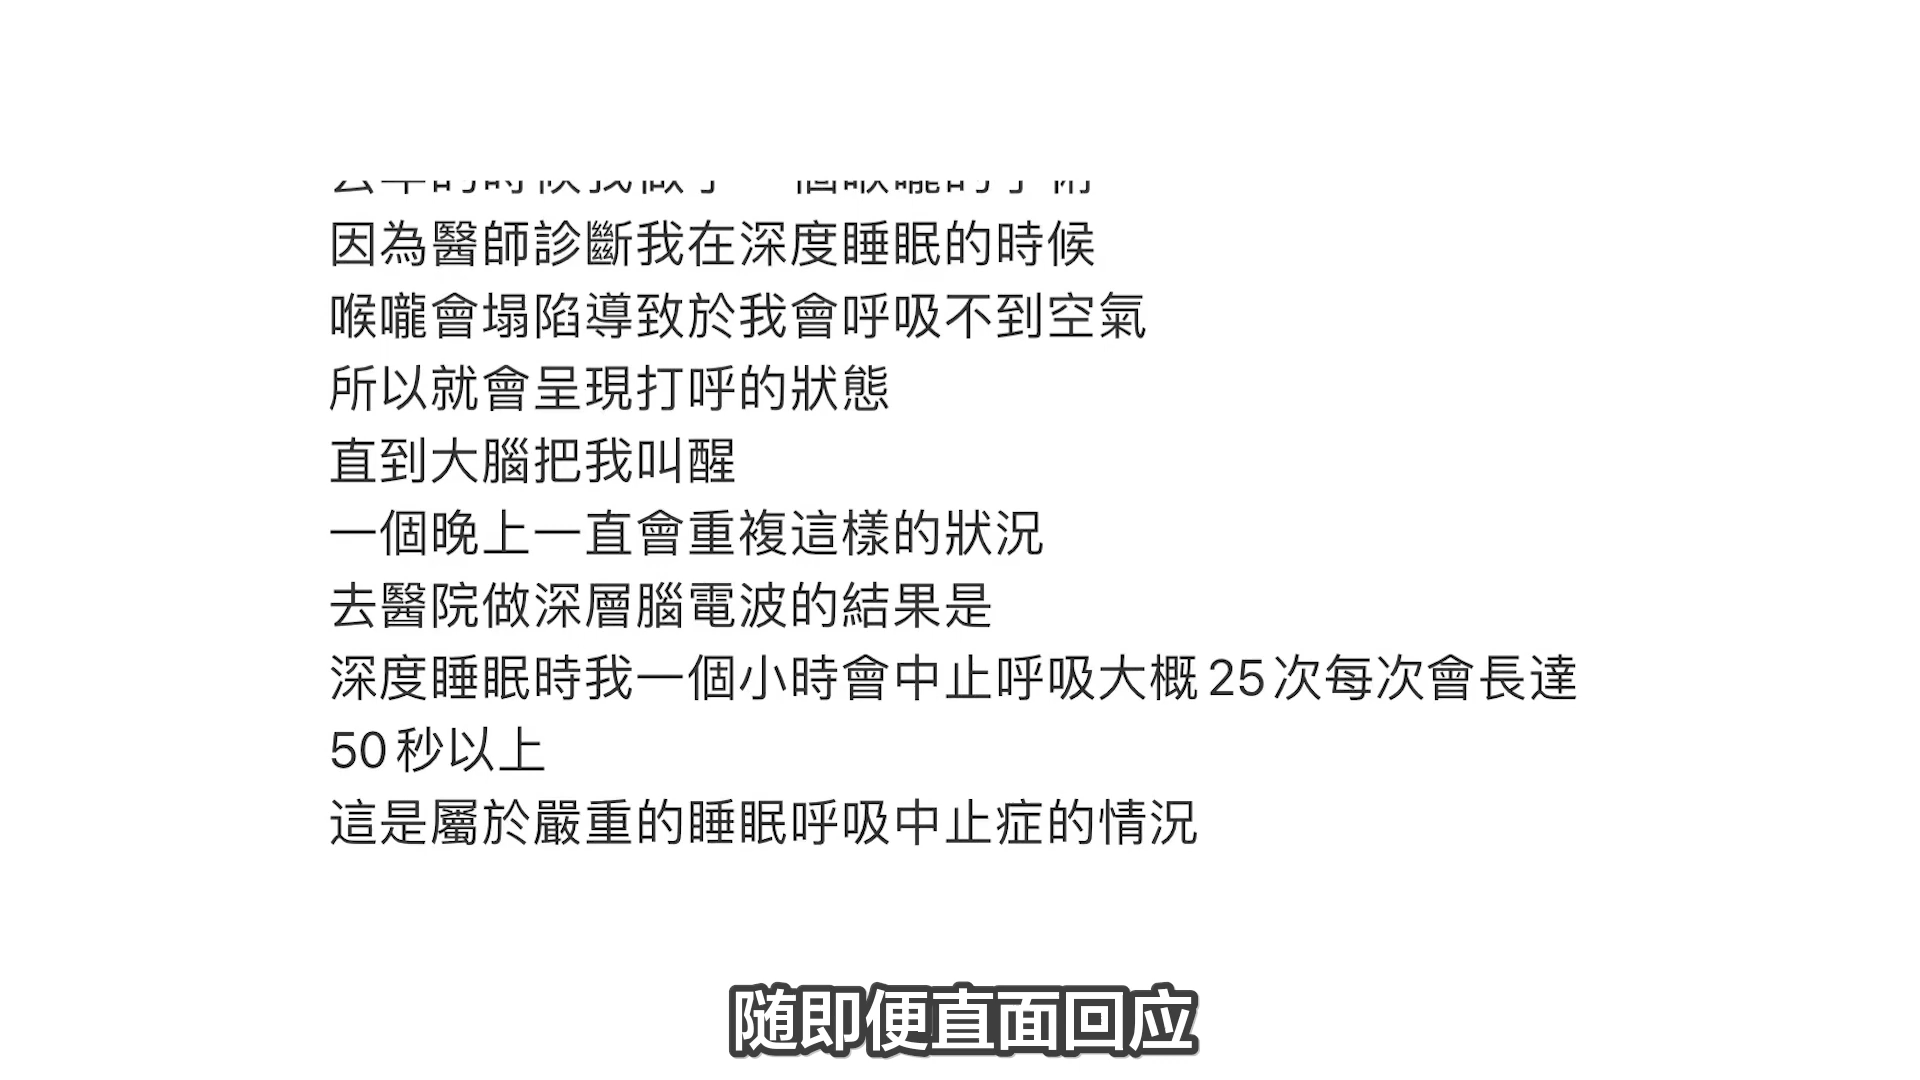 因為醫師診斷我在深度睡眠的時候
喉嚨會塌陷導致於我會呼吸不到空氣
所以就會呈現打呼的狀態
直到大腦把我叫醒
一個晚上一直會重複這樣的狀況
去醫院做深層腦電波的結果是
深度睡眠時我一個小時會中止呼吸大概25次每次會長達
50秒以上
這是屬於嚴重的睡眠呼吸中止症的情況
随即便直面回应